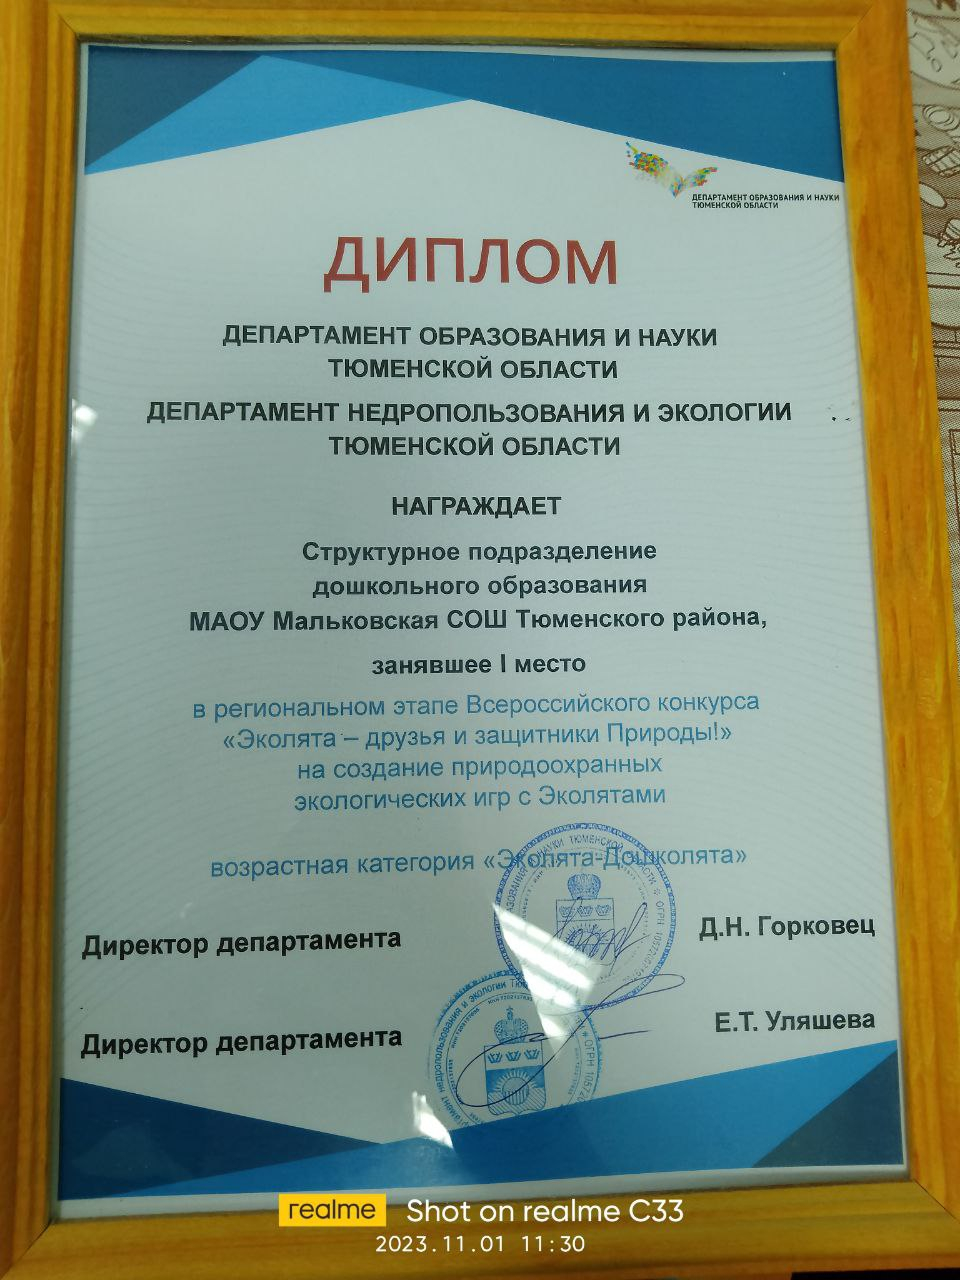 ДЕПАРТАМЕНТ ОБРАЗОВАНИЯ И НАУКИ
ТЮМЕНСКОЙ ОБЛАСТИ
ДИПЛОМ
ДЕПАРТАМЕНТ ОБРАЗОВАНИЯ И НАУКИ
ТЮМЕНСКОЙ ОБЛАСТИ
ДЕПАРТАМЕНТ НЕДРОПОЛЬЗОВАНИЯ И ЭКОЛОГИИ
ТЮМЕНСКОЙ ОБЛАСТИ
НАГРАЖДАЕТ
Структурное подразделение
дошкольного образования
МАОУ Мальковская СОШ Тюменского района,
занявшее I место
в региональном этапе Всероссийского конкурса
«Эколята – друзья и защитники Природы!»
на создание природоохранных
экологических игр с Эколятами
возрастная категория «Эколята-Дошколята»
Директор департамента
Д.Н. Горковец
Директор департамента
Е.Т. Уляшева
realme Shot on realme C33
2023.11.01 11:30